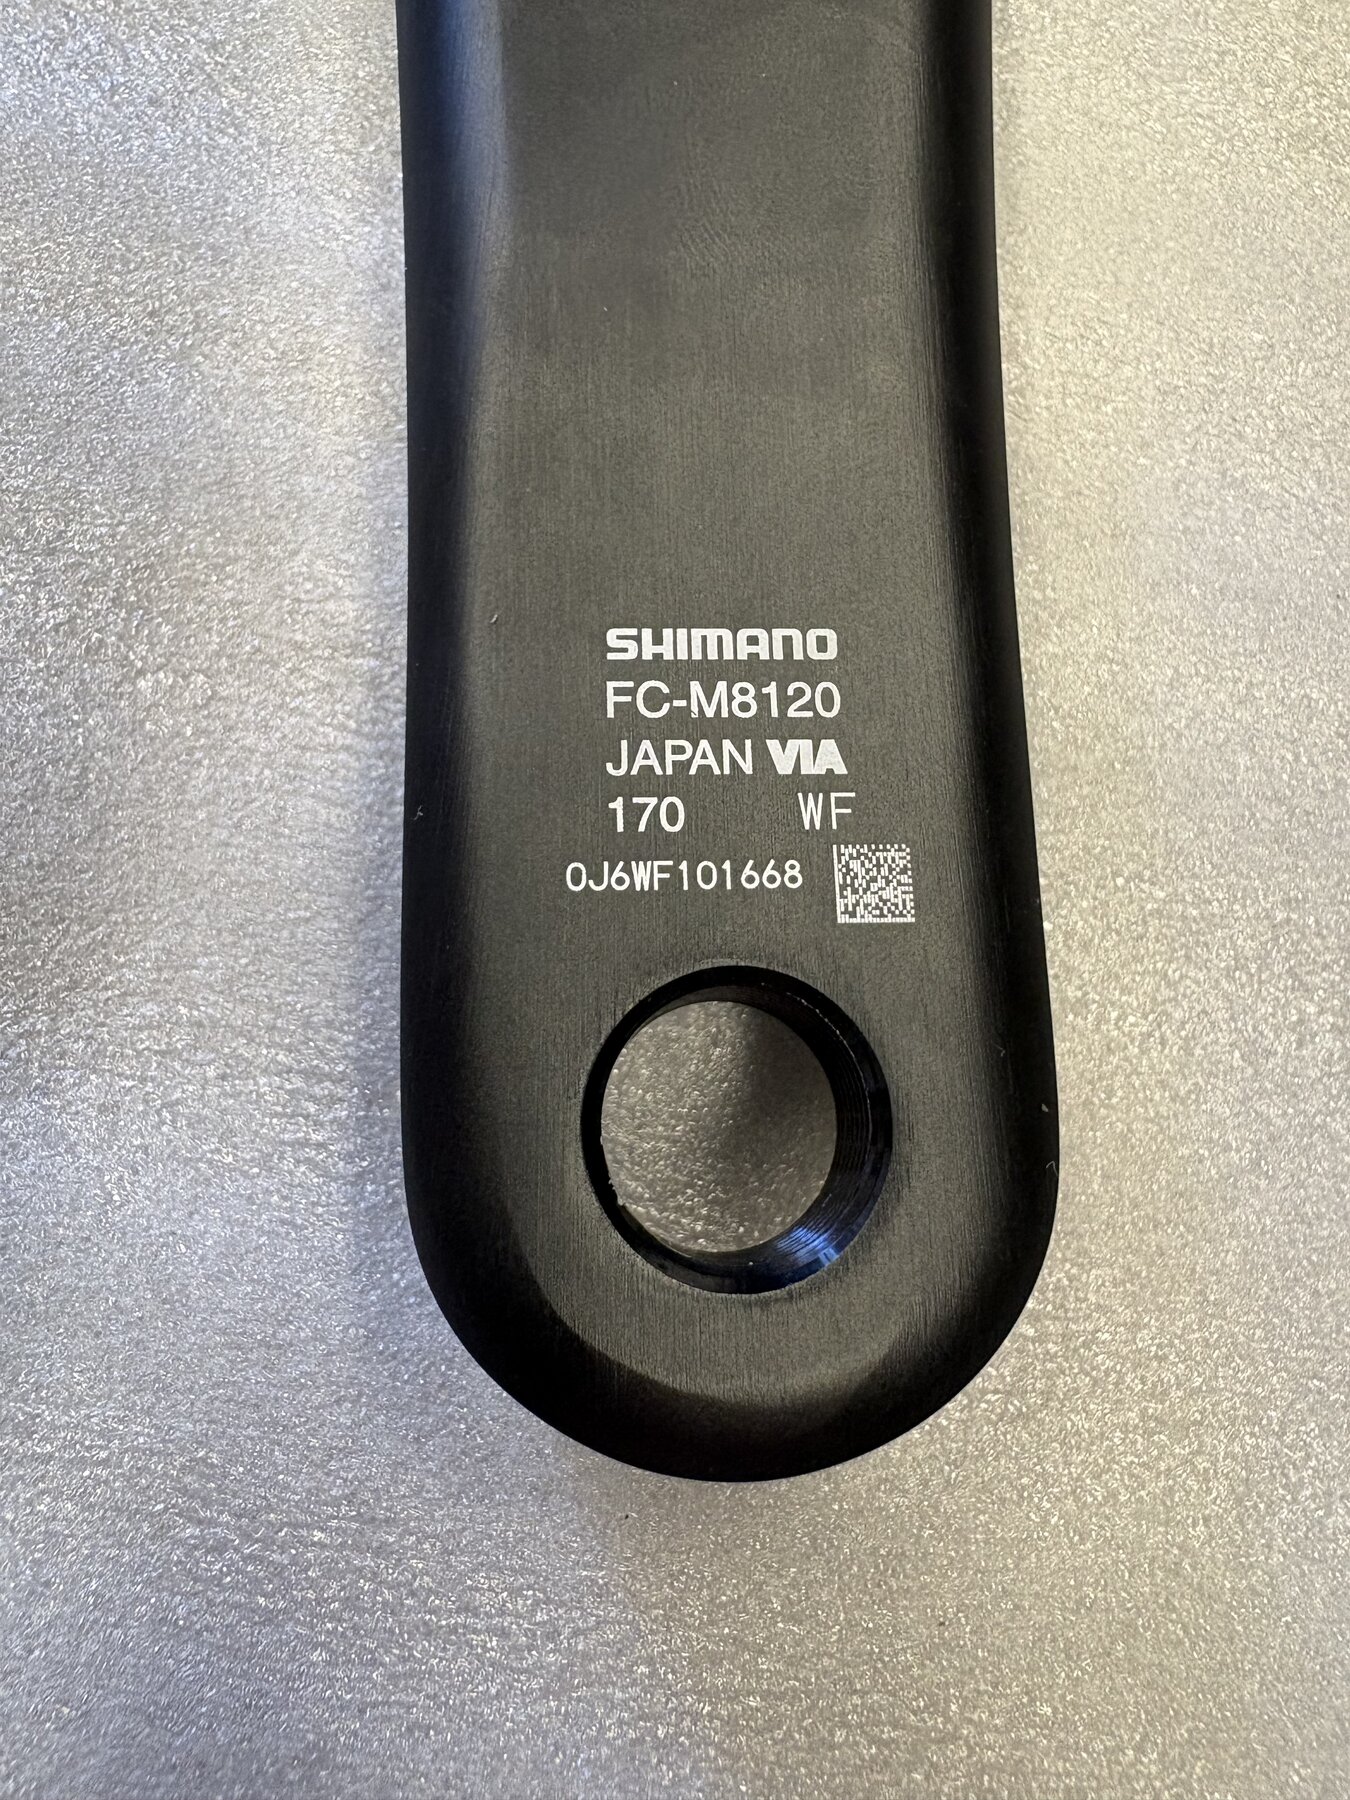 SHIMANO
FC-M8120
JAPAN VIA
170 WF
0J6WF101668